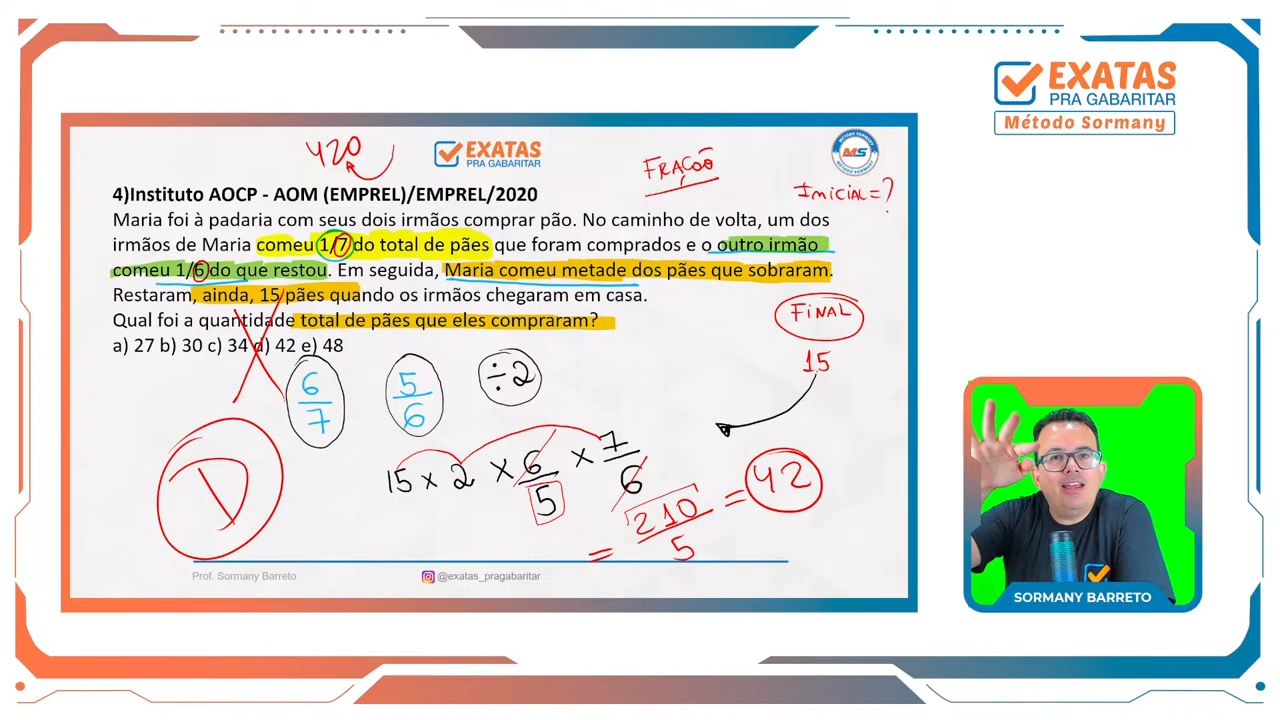 EXATAS
PRA GABARITAR
Método Sormany
420
EXATAS
PRA GABARITAR
FRAÇÃO
MÉTODO SORMANY
MS
INICIAL = ?
4)Instituto AOCP - AOM (EMPREL)/EMPREL/2020
Maria foi à padaria com seus dois irmãos comprar pão. No caminho de volta, um dos
irmãos de Maria comeu 1/7 do total de pães que foram comprados e o outro irmão
comeu 1/6 do que restou. Em seguida, Maria comeu metade dos pães que sobraram.
Restaram, ainda, 15 pães quando os irmãos chegaram em casa.
Qual foi a quantidade total de pães que eles compraram?
a) 27 b) 30 c) 34 d) 42 e) 48
FINAL
15
6/7 5/6 ÷2
15 × 2 × 6/5 × 7/6
= 210/5 = 42
D
Prof. Sormany Barreto
@exatas_pragabaritar
SORMANY BARRETO